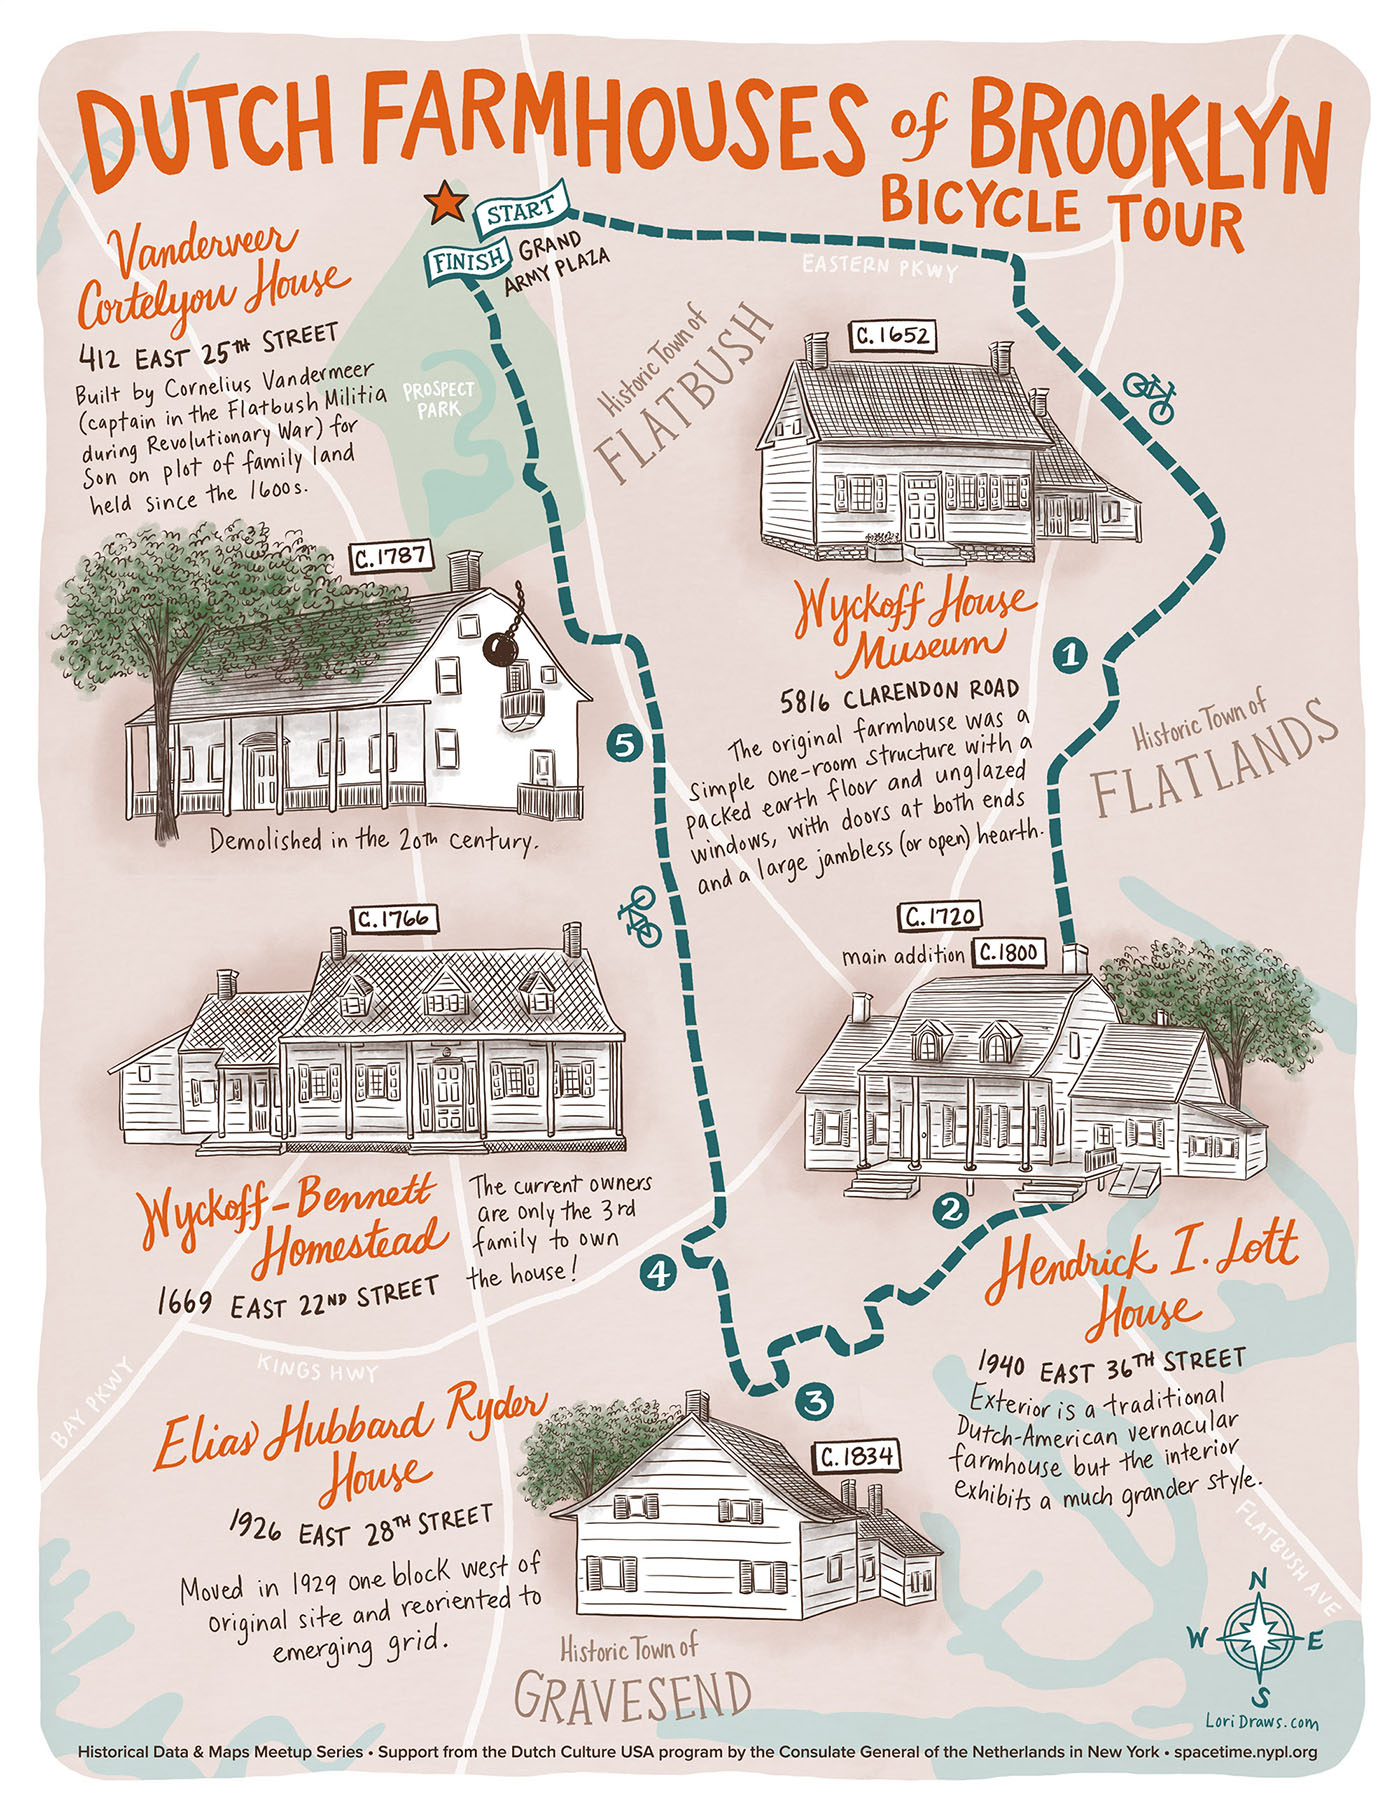 DUTCH FARMHOUSES of BROOKLYN
BICYCLE TOUR
START
FINISH
GRAND
ARMY PLAZA
EASTERN PKWY
Vanderveer
Cortelyou House
412 EAST 25TH STREET
Built by Cornelius Vandermeer
(captain in the Flatbush Militia
during Revolutionary War) for
Son on plot of family land
held since the 1600s.
PROSPECT
PARK
Historic Town of
FLATBUSH
C.1652
Wyckoff House
Museum
5816 CLARENDON ROAD
The original farmhouse was a
simple one-room structure with a
packed earth floor and unglazed
windows, with doors at both ends
and a large jambless (or open) hearth.
1
Historic Town of
FLATLANDS
C.1787
Demolished in the 20th century.
5
C.1766
Wyckoff-Bennett
Homestead
1669 EAST 22ND STREET
The current owners
are only the 3rd
family to own
the house!
4
C.1720
main addition C.1800
2
Hendrick I. Lott
House
1940 EAST 36TH STREET
Exterior is a traditional
Dutch-American vernacular
farmhouse but the interior
exhibits a much grander style.
KINGS HWY
BAY PKWY
Elias Hubbard Ryder
House
1926 EAST 28TH STREET
Moved in 1929 one block west of
original site and reoriented to
emerging grid.
3
C.1834
Historic Town of
GRAVESEND
FLATBUSH AVE
N
W E
S
Lori Draws.com
Historical Data & Maps Meetup Series • Support from the Dutch Culture USA program by the Consulate General of the Netherlands in New York • spacetime.nypl.org